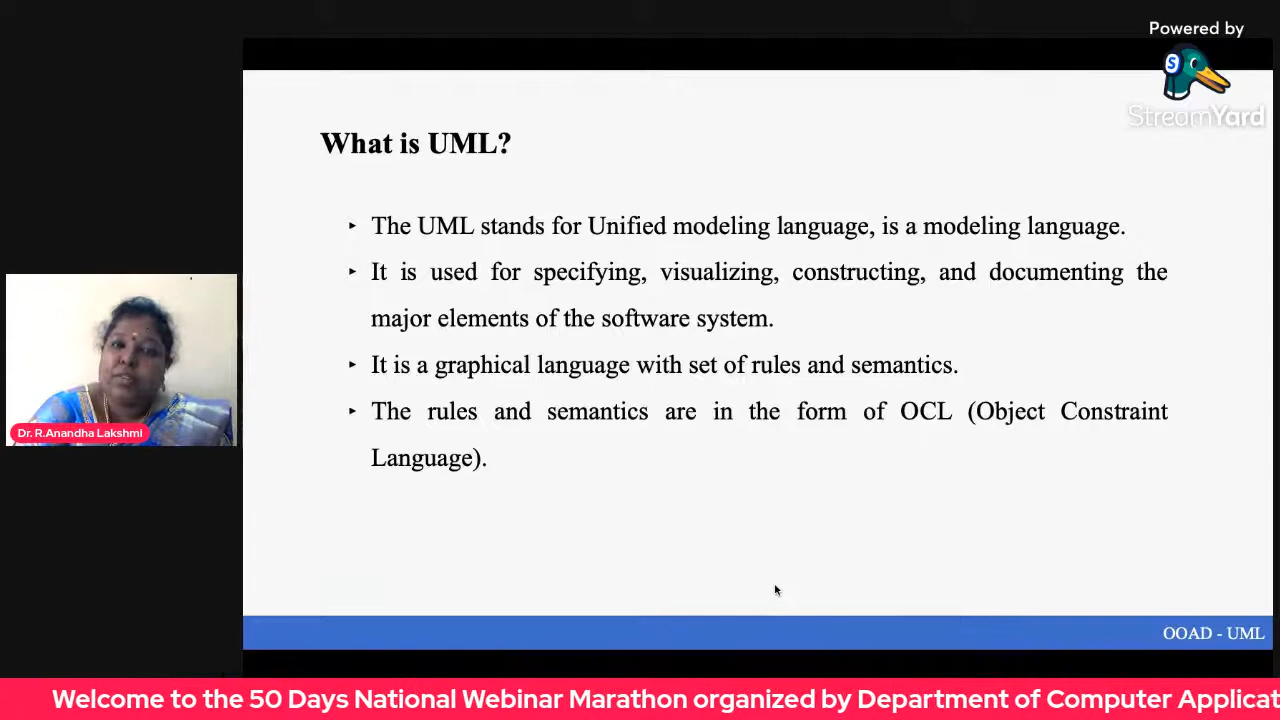 Powered by
S
StreamYard
What is UML?
‣ The UML stands for Unified modeling language, is a modeling language.
‣ It is used for specifying, visualizing, constructing, and documenting the
major elements of the software system.
‣ It is a graphical language with set of rules and semantics.
‣ The rules and semantics are in the form of OCL (Object Constraint
Language).
Dr. R.Anandha Lakshmi
OOAD - UML
Welcome to the 50 Days National Webinar Marathon organized by Department of Computer Applicat